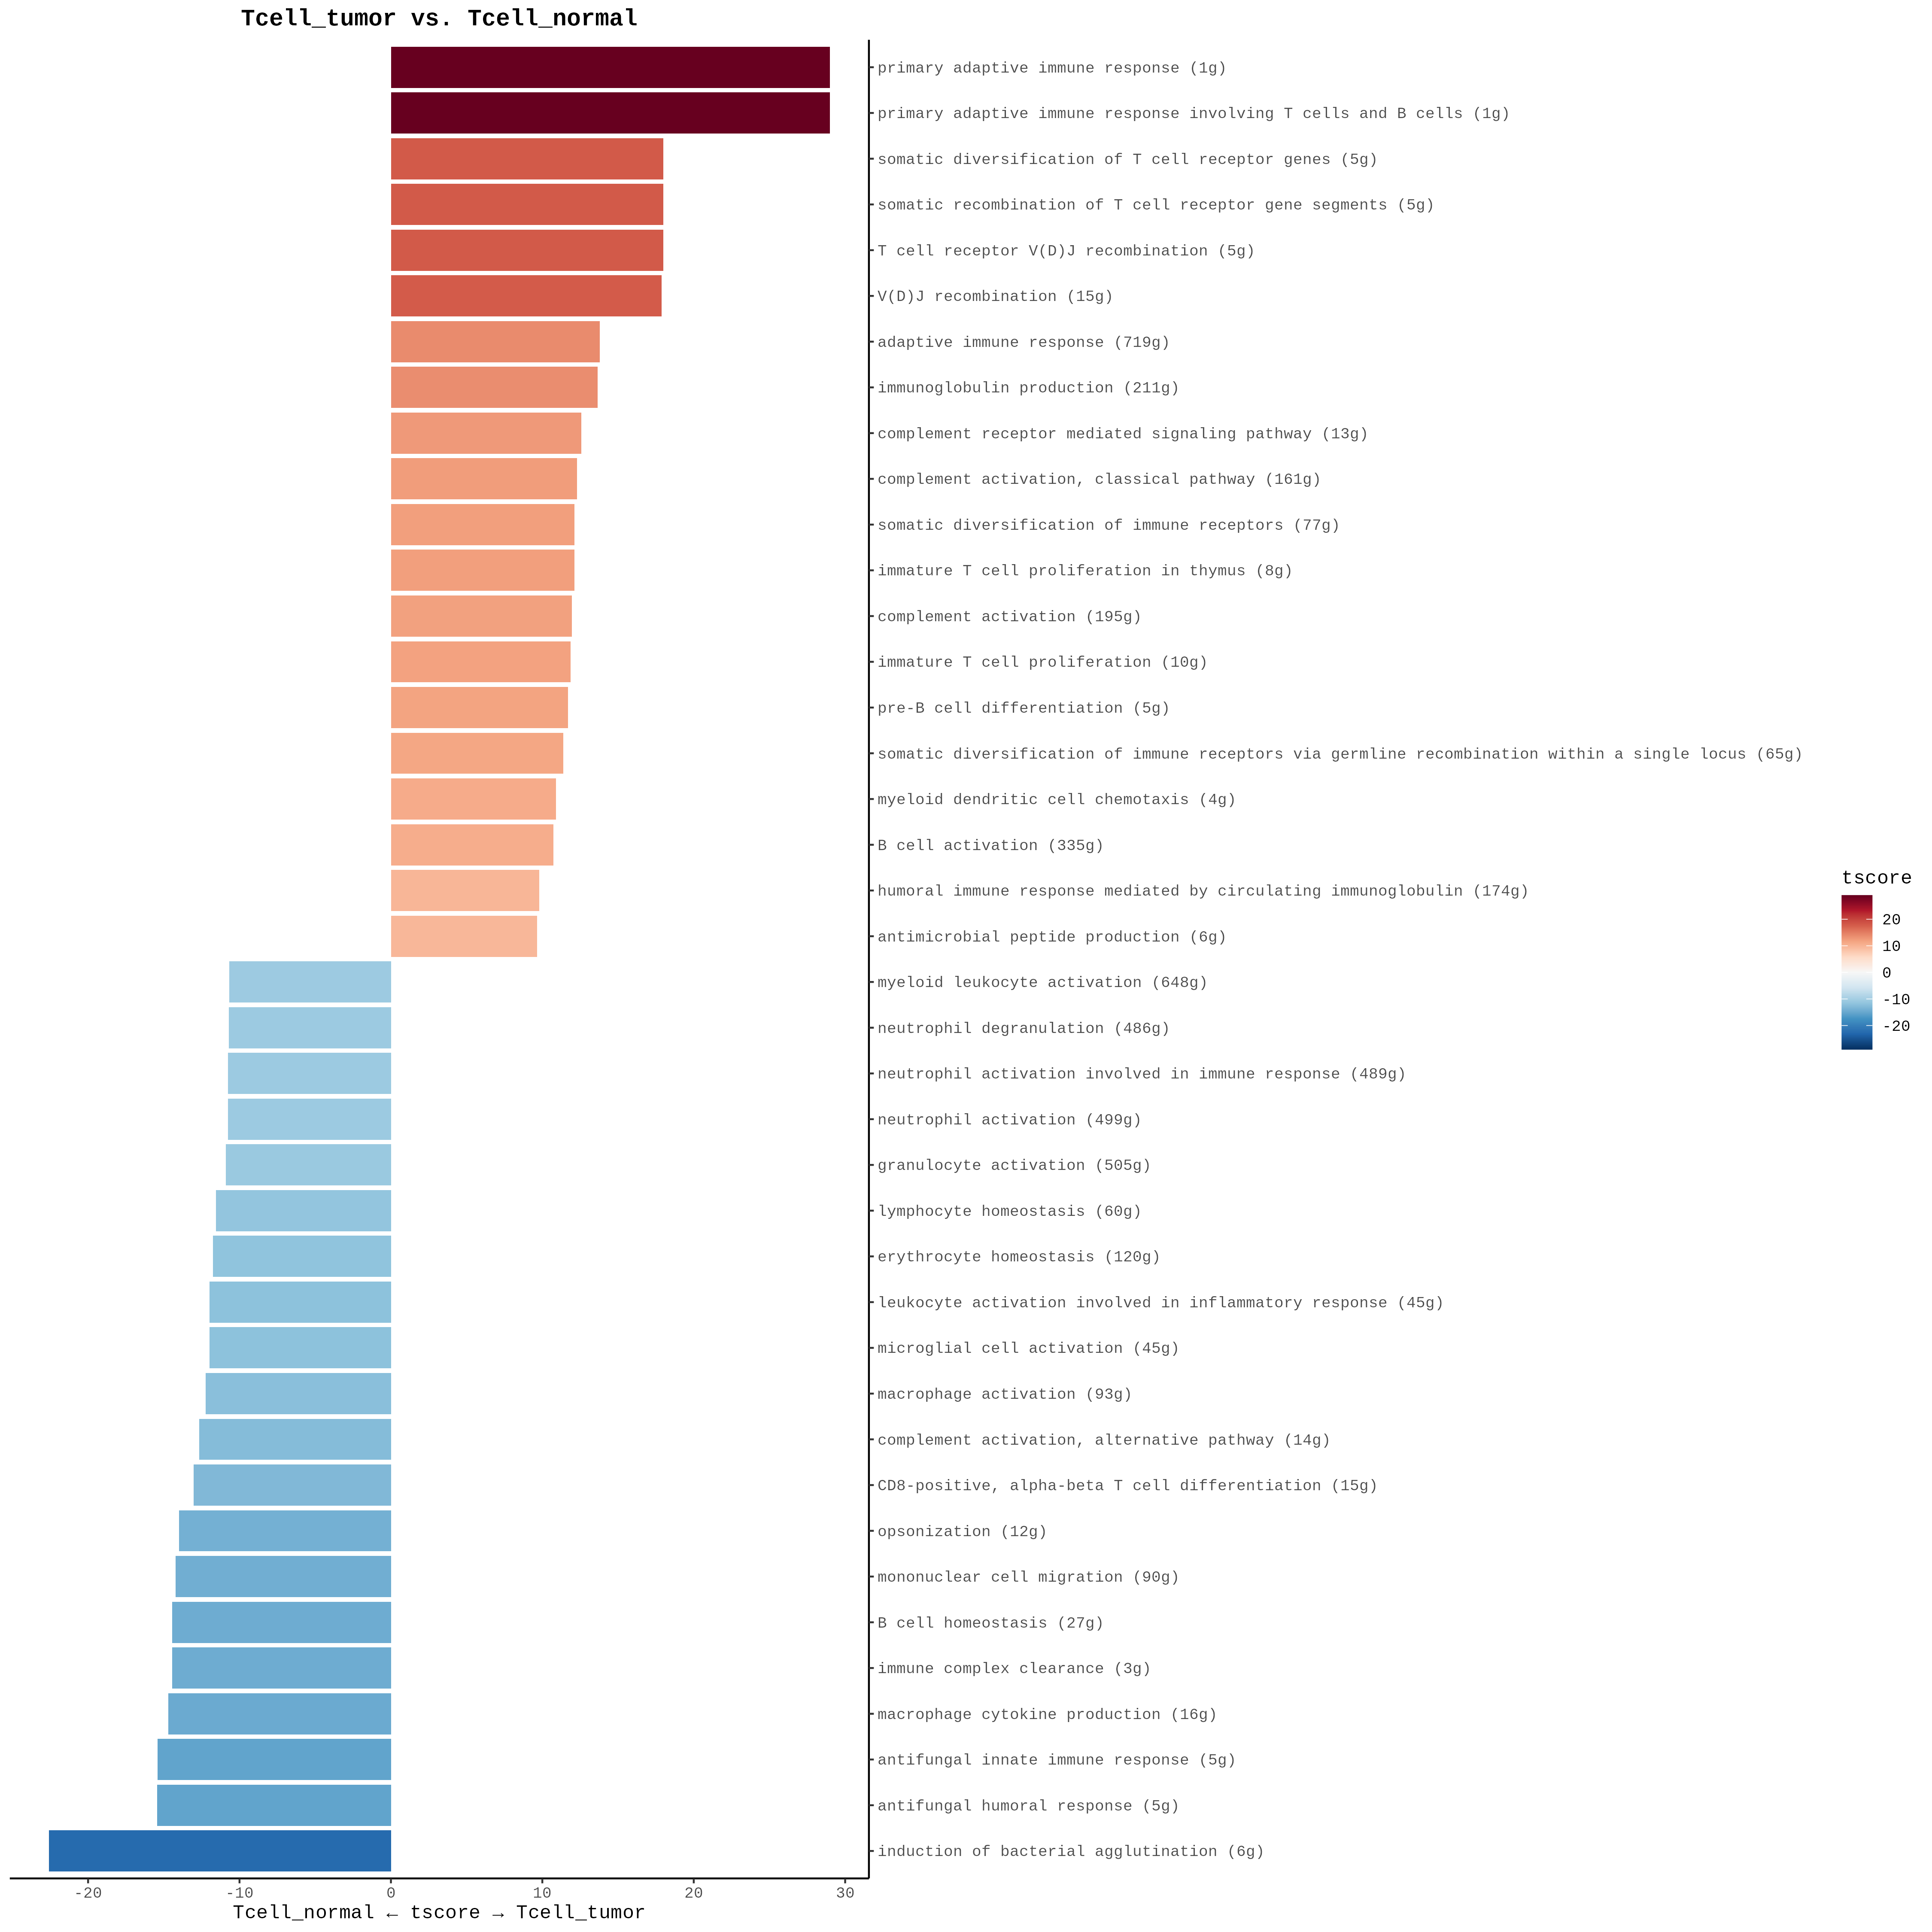 Tcell_tumor vs. Tcell_normal
primary adaptive immune response (1g)
primary adaptive immune response involving T cells and B cells (1g)
somatic diversification of T cell receptor genes (5g)
somatic recombination of T cell receptor gene segments (5g)
T cell receptor V(D)J recombination (5g)
V(D)J recombination (15g)
adaptive immune response (719g)
immunoglobulin production (211g)
complement receptor mediated signaling pathway (13g)
complement activation, classical pathway (161g)
somatic diversification of immune receptors (77g)
immature T cell proliferation in thymus (8g)
complement activation (195g)
immature T cell proliferation (10g)
pre-B cell differentiation (5g)
somatic diversification of immune receptors via germline recombination within a single locus (65g)
myeloid dendritic cell chemotaxis (4g)
B cell activation (335g)
humoral immune response mediated by circulating immunoglobulin (174g)
antimicrobial peptide production (6g)
myeloid leukocyte activation (648g)
neutrophil degranulation (486g)
neutrophil activation involved in immune response (489g)
neutrophil activation (499g)
granulocyte activation (505g)
lymphocyte homeostasis (60g)
erythrocyte homeostasis (120g)
leukocyte activation involved in inflammatory response (45g)
microglial cell activation (45g)
macrophage activation (93g)
complement activation, alternative pathway (14g)
CD8-positive, alpha-beta T cell differentiation (15g)
opsonization (12g)
mononuclear cell migration (90g)
B cell homeostasis (27g)
immune complex clearance (3g)
macrophage cytokine production (16g)
antifungal innate immune response (5g)
antifungal humoral response (5g)
induction of bacterial agglutination (6g)
-20 -10 0 10 20 30
Tcell_normal ← tscore → Tcell_tumor
tscore
20
10
0
-10
-20